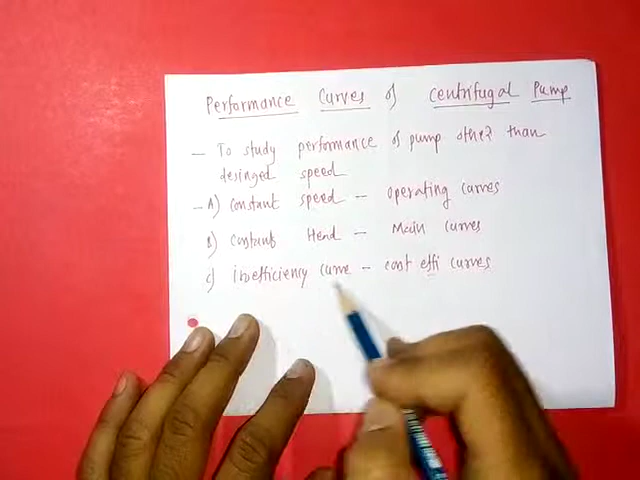 Performance Curves of Centrifugal Pump
- To study performance of pump other than
desinged speed
- A) Constant speed - operating curves
B) Constant Head - Main curves
C) isoefficiency curve - cost effi curves